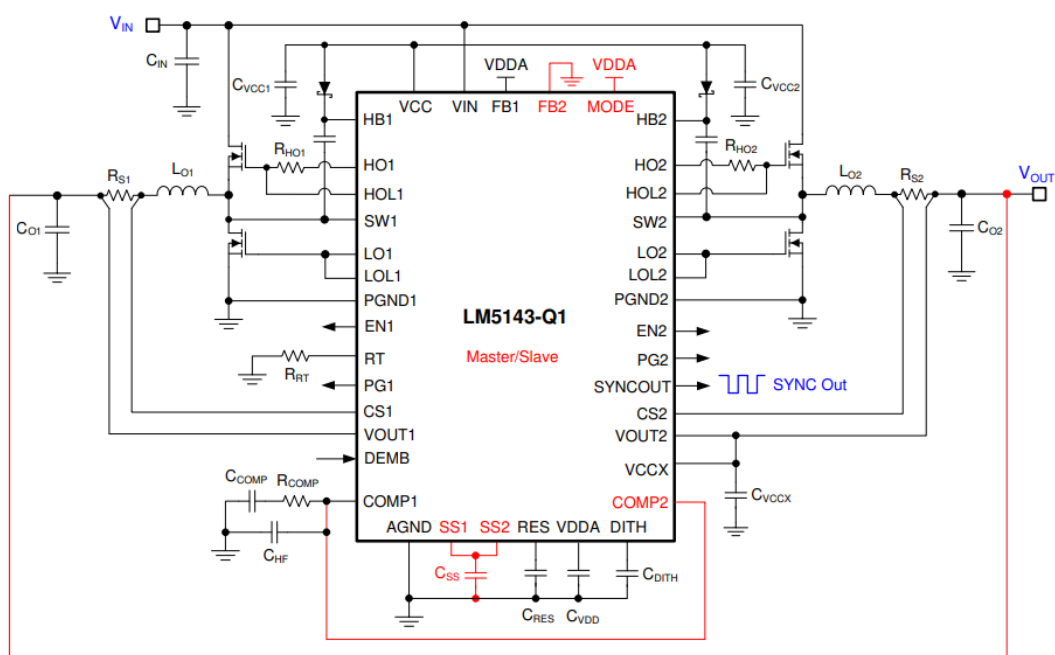 VIN
CIN
CVCC1
VDDA
VDDA
CVCC2
VCC
VIN
FB1
FB2
MODE
HB1
HB2
RHO1
HO1
HO2
RHO2
RS1
LO1
HOL1
HOL2
LO2
RS2
VOUT
CO1
SW1
SW2
CO2
LO1
LO2
LOL1
LOL2
PGND1
PGND2
LM5143-Q1
EN1
EN2
Master/Slave
RT
PG2
RRT
PG1
SYNCOUT
SYNC Out
CS1
CS2
VOUT1
VOUT2
DEMB
VCCX
CCOMP
RCOMP
COMP1
COMP2
CVCCX
AGND
SS1
SS2
RES
VDDA
DITH
CHF
CSS
CDITH
CRES
CVDD